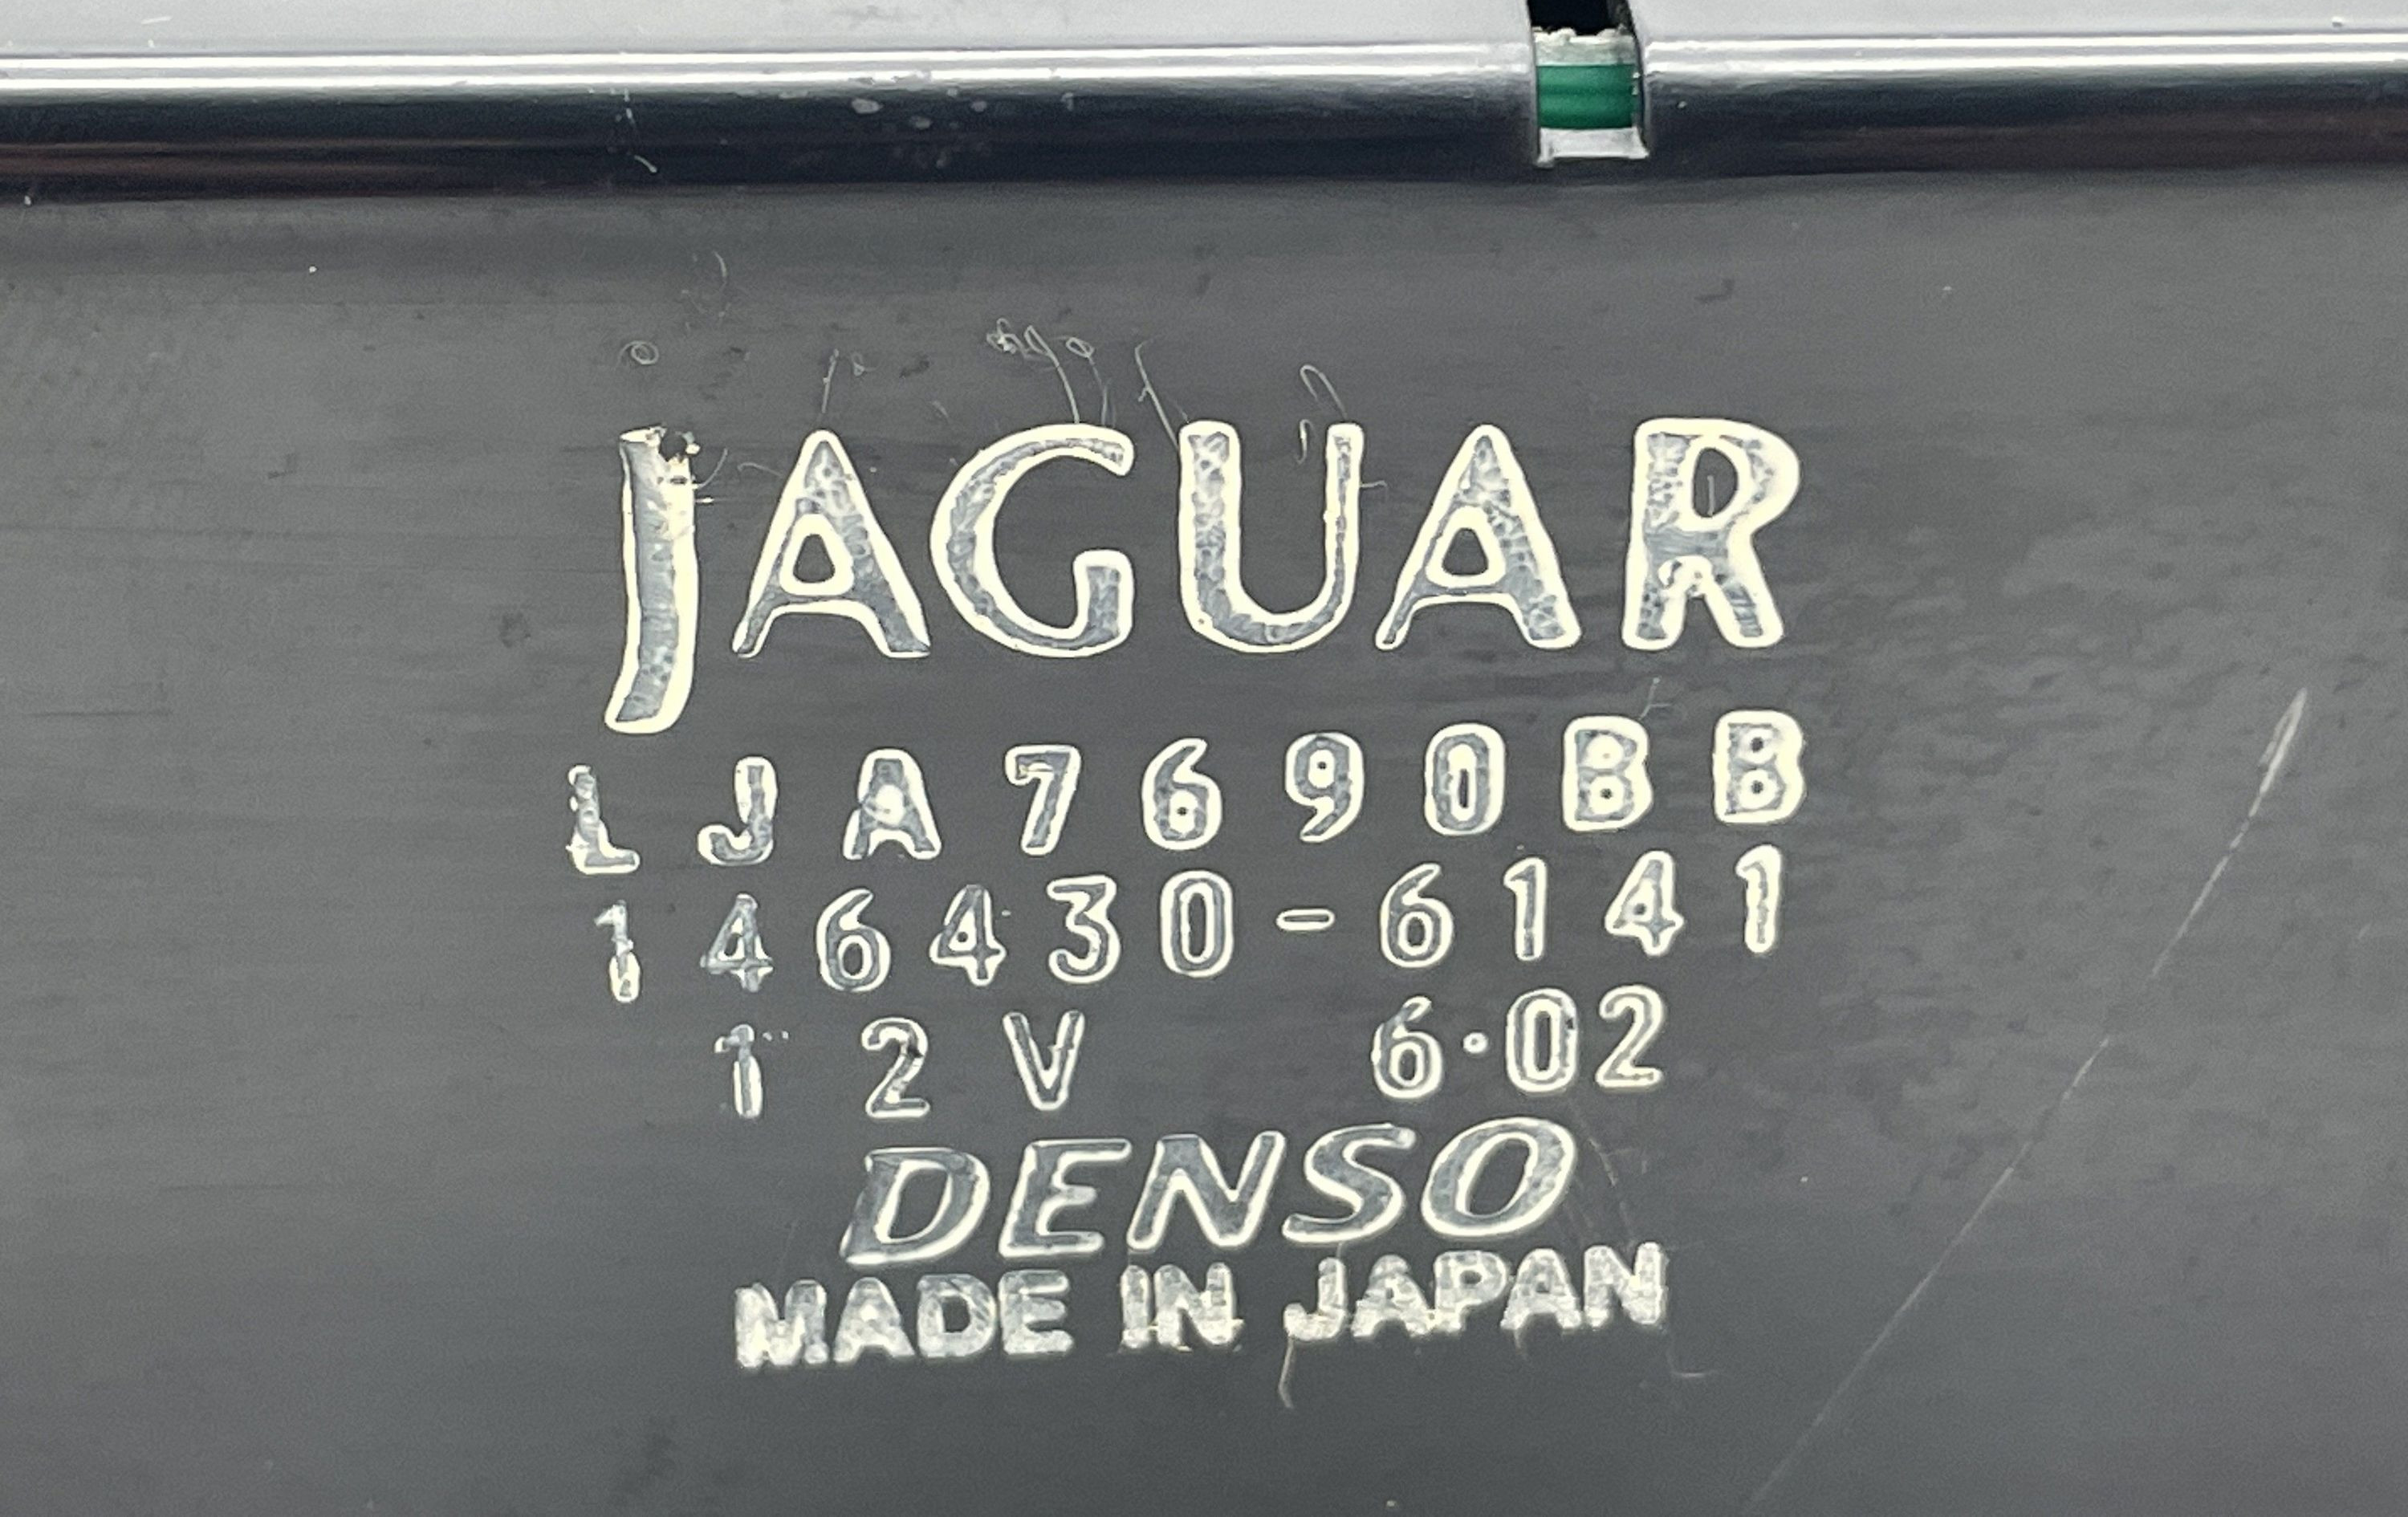 JAGUAR
LJA7690BB
146430-6141
12V 6·02
DENSO
MADE IN JAPAN